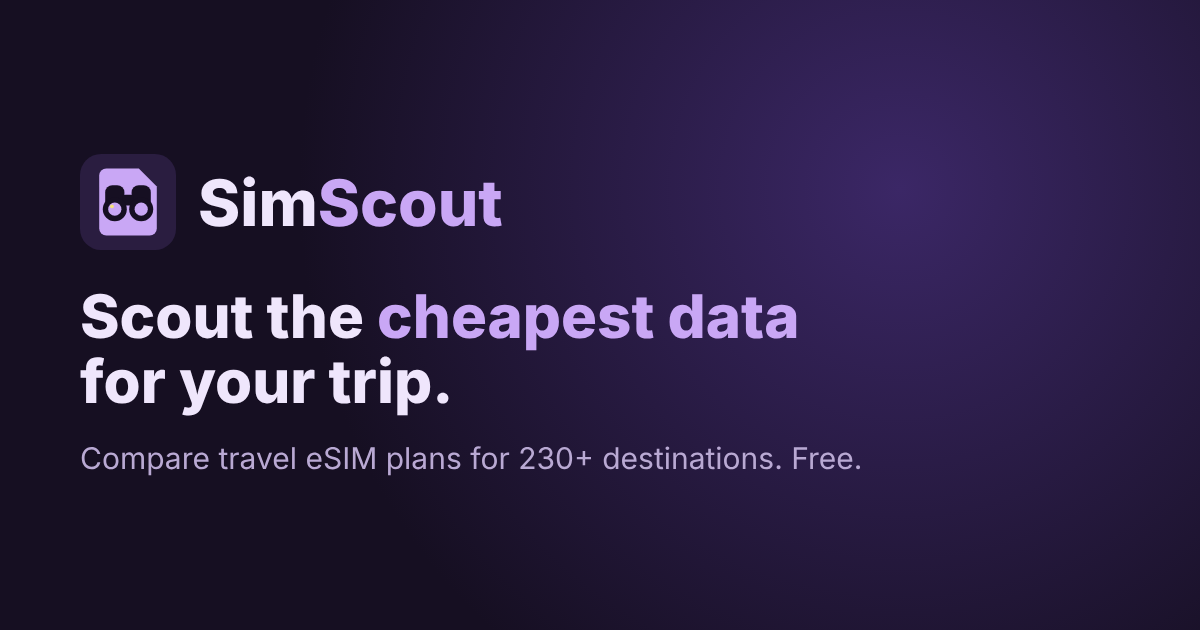 SimScout
Scout the cheapest data
for your trip.
Compare travel eSIM plans for 230+ destinations. Free.